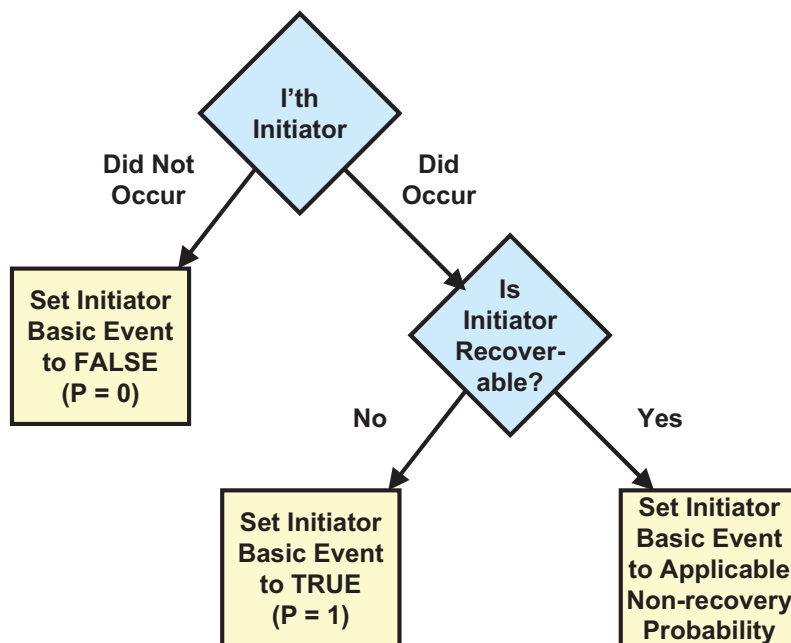 I'th
Initiator
Did Not
Occur
Did
Occur
Set Initiator
Basic Event
to FALSE
(P = 0)
Is
Initiator
Recover-
able?
No
Yes
Set Initiator
Basic Event
to TRUE
(P = 1)
Set Initiator
Basic Event
to Applicable
Non-recovery
Probability